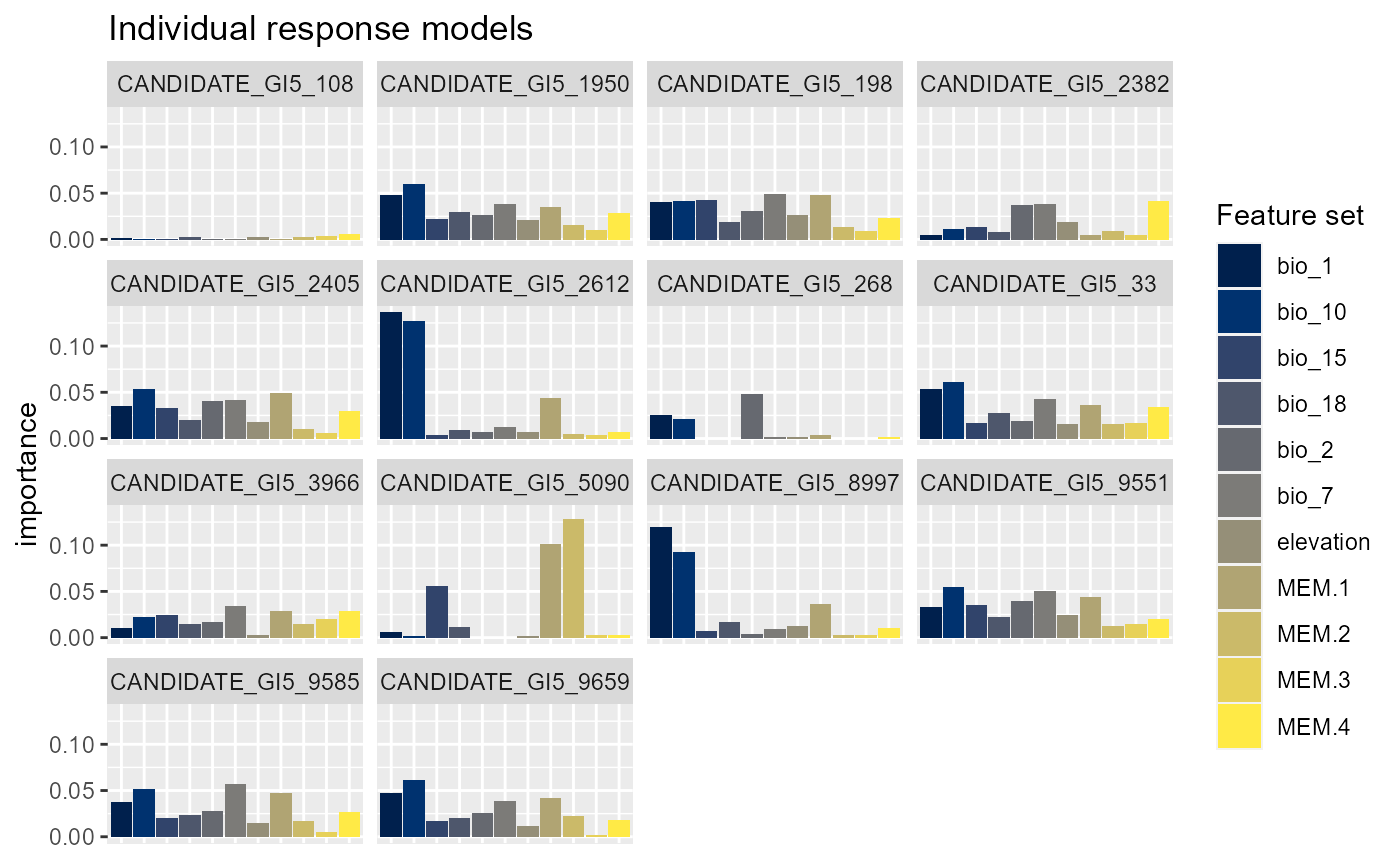 Individual response models
CANDIDATE_GI5_108 CANDIDATE_GI5_1950 CANDIDATE_GI5_198 CANDIDATE_GI5_2382
0.10
0.05
0.00
CANDIDATE_GI5_2405 CANDIDATE_GI5_2612 CANDIDATE_GI5_268 CANDIDATE_GI5_33
0.10
0.05
0.00
CANDIDATE_GI5_3966 CANDIDATE_GI5_5090 CANDIDATE_GI5_8997 CANDIDATE_GI5_9551
0.10
0.05
0.00
CANDIDATE_GI5_9585 CANDIDATE_GI5_9659
0.10
0.05
0.00
importance
Feature set
bio_1
bio_10
bio_15
bio_18
bio_2
bio_7
elevation
MEM.1
MEM.2
MEM.3
MEM.4